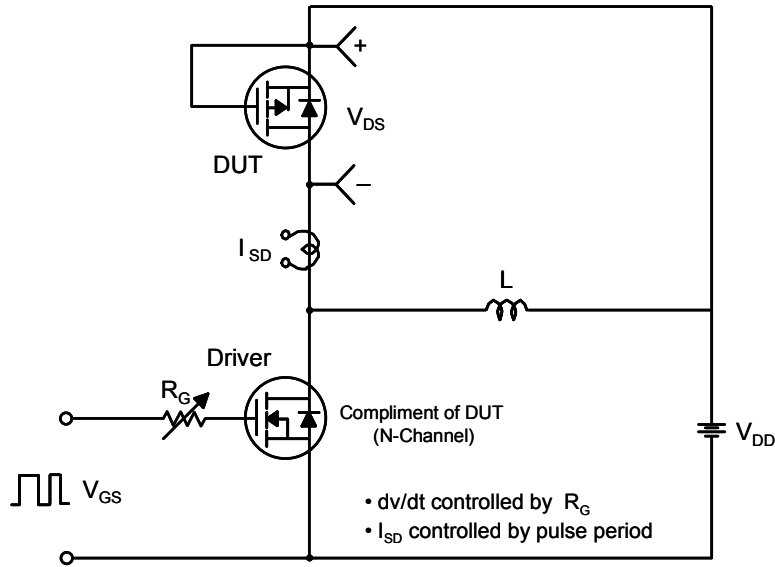 +
V_DS
DUT
−
I_SD
L
Driver
R_G
Compliment of DUT
(N-Channel)
V_DD
V_GS
• dv/dt controlled by R_G
• I_SD controlled by pulse period